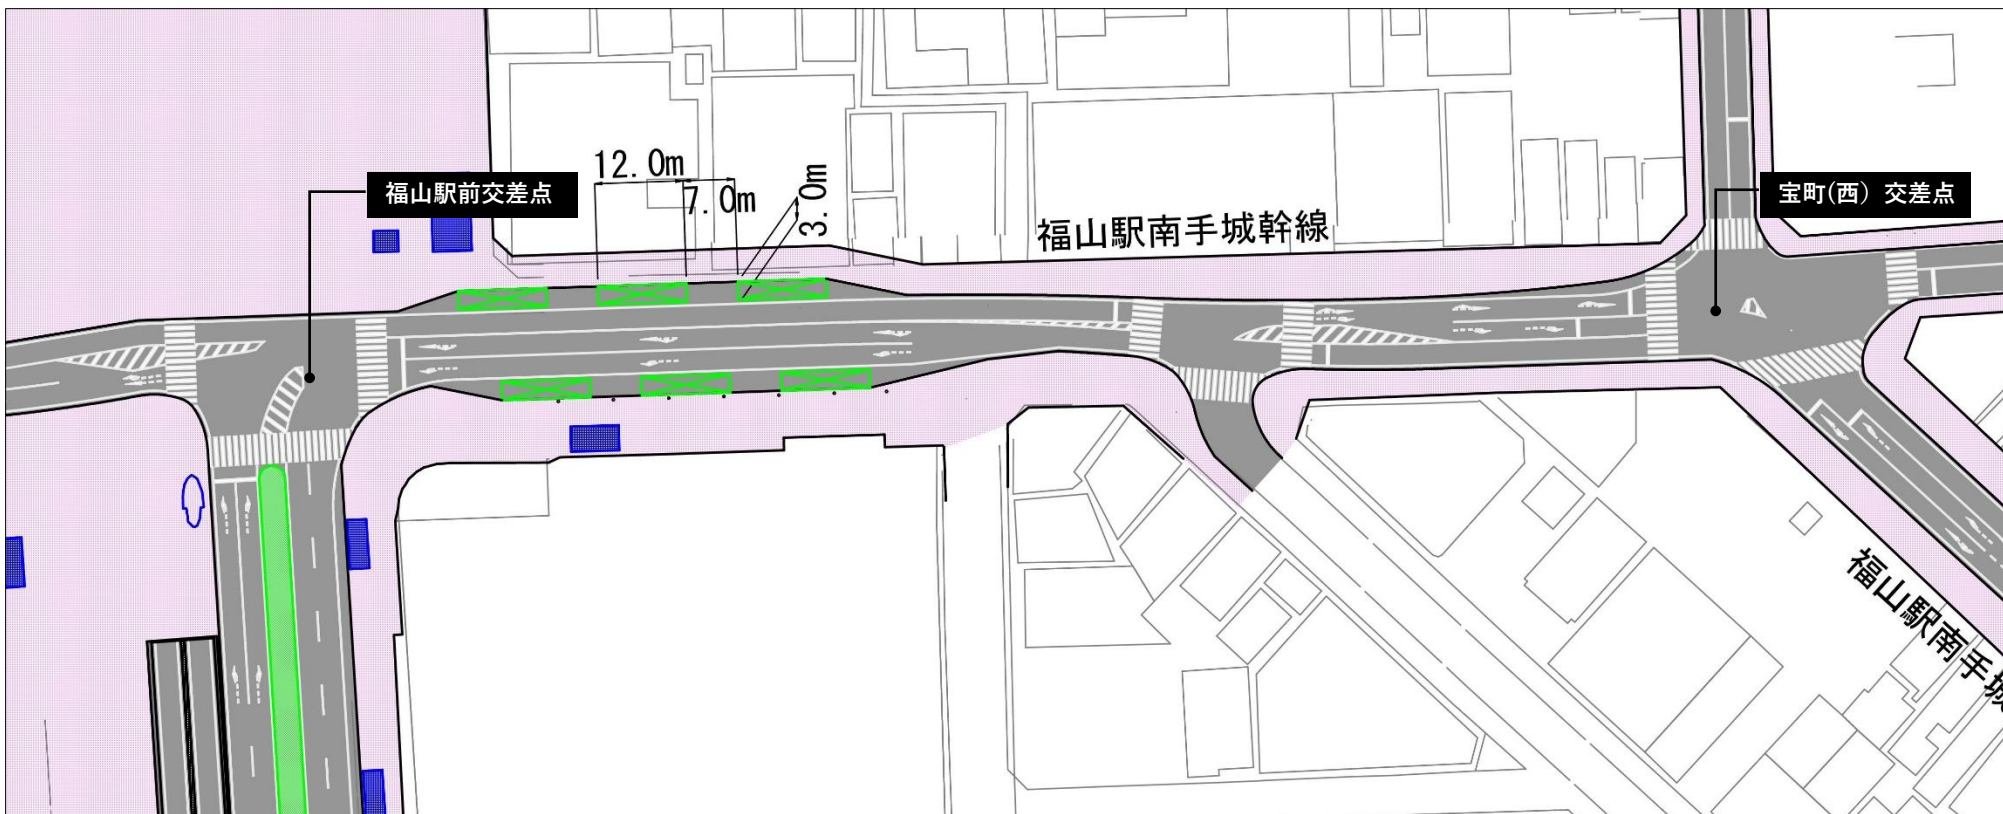 12.0m
7.0m
3.0m
福山駅前交差点
宝町(西) 交差点
福山駅南手城幹線
福山駅南手城